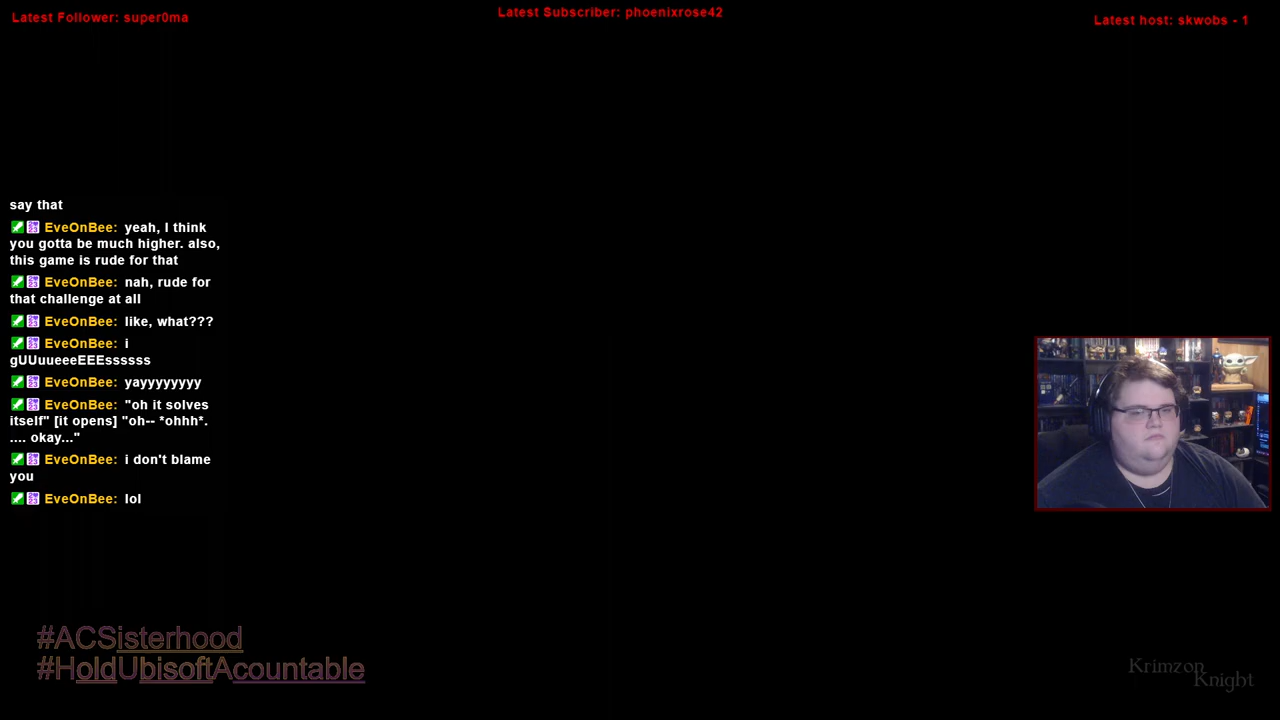 Latest Follower: super0ma
Latest Subscriber: phoenixrose42
Latest host: skwobs - 1
say that
EveOnBee: yeah, I think
you gotta be much higher. also,
this game is rude for that
EveOnBee: nah, rude for
that challenge at all
EveOnBee: like, what???
EveOnBee: i
gUUuueeeEEEssssss
EveOnBee: yayyyyyyyy
EveOnBee: "oh it solves
itself" [it opens] "oh-- *ohhh*.
.... okay..."
EveOnBee: i don't blame
you
EveOnBee: lol
#ACSisterhood
#HoldUbisoftAcountable
Krimzon
Knight